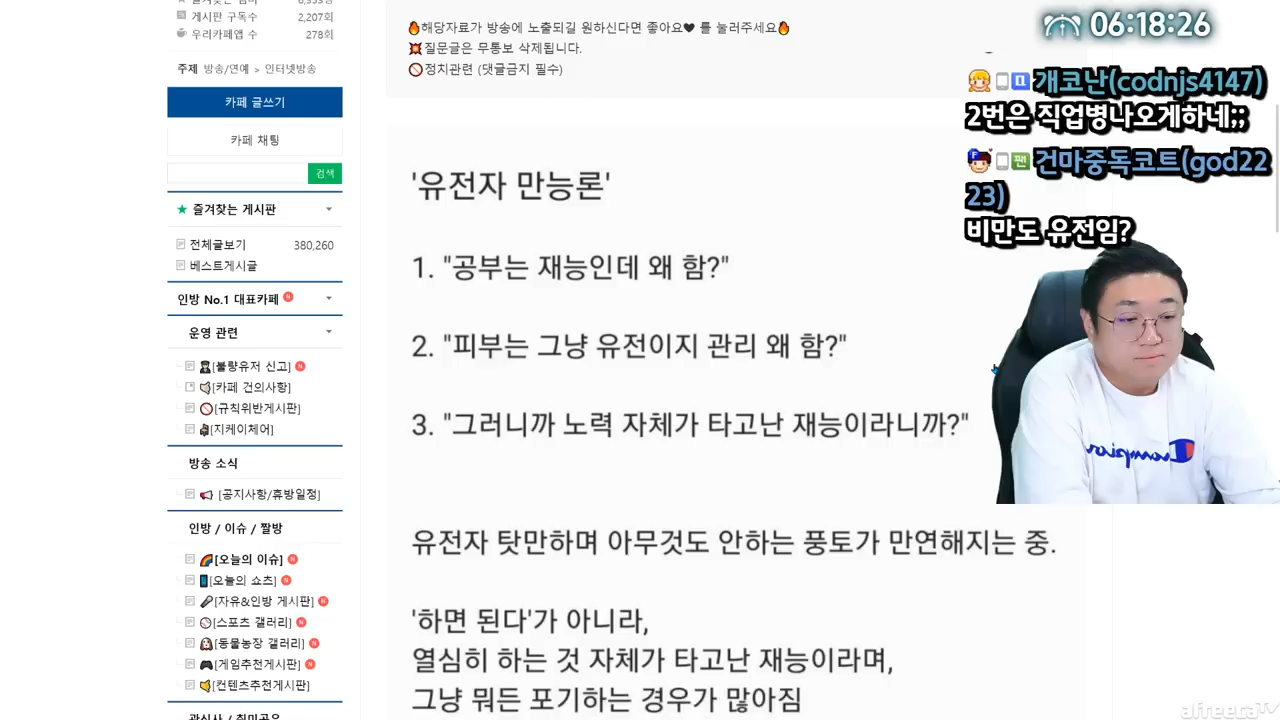 게시판 구독수 2,207회
우리카페앱 수 278회
주제 방송/연예 > 인터넷방송
카페 글쓰기
카페 채팅
검색
★ 즐겨찾는 게시판
전체글보기 380,260
베스트게시글
인방 No.1 대표카페 N
운영 관련
[불량유저 신고] N
[카페 건의사항]
[규칙위반게시판]
[지케이체어]
방송 소식
[공지사항/휴방일정]
인방 / 이슈 / 짤방
[오늘의 이슈] N
[오늘의 쇼츠] N
[자유&인방 게시판] N
[스포츠 갤러리] N
[동물농장 갤러리] N
[게임추천게시판] N
[컨텐츠추천게시판]
🔥해당자료가 방송에 노출되길 원하신다면 좋아요❤ 를 눌러주세요🔥
💥질문글은 무통보 삭제됩니다.
🚫정치관련 (댓글금지 필수)
'유전자 만능론'
1. "공부는 재능인데 왜 함?"
2. "피부는 그냥 유전이지 관리 왜 함?"
3. "그러니까 노력 자체가 타고난 재능이라니까?"
유전자 탓만하며 아무것도 안하는 풍토가 만연해지는 중.
'하면 된다'가 아니라,
열심히 하는 것 자체가 타고난 재능이라며,
그냥 뭐든 포기하는 경우가 많아짐
06:18:26
개코난(codnjs4147)
2번은 직업병나오게하네;;
팬 건마중독코트(god22
23)
비만도 유전임?
Champion
afreecaTV